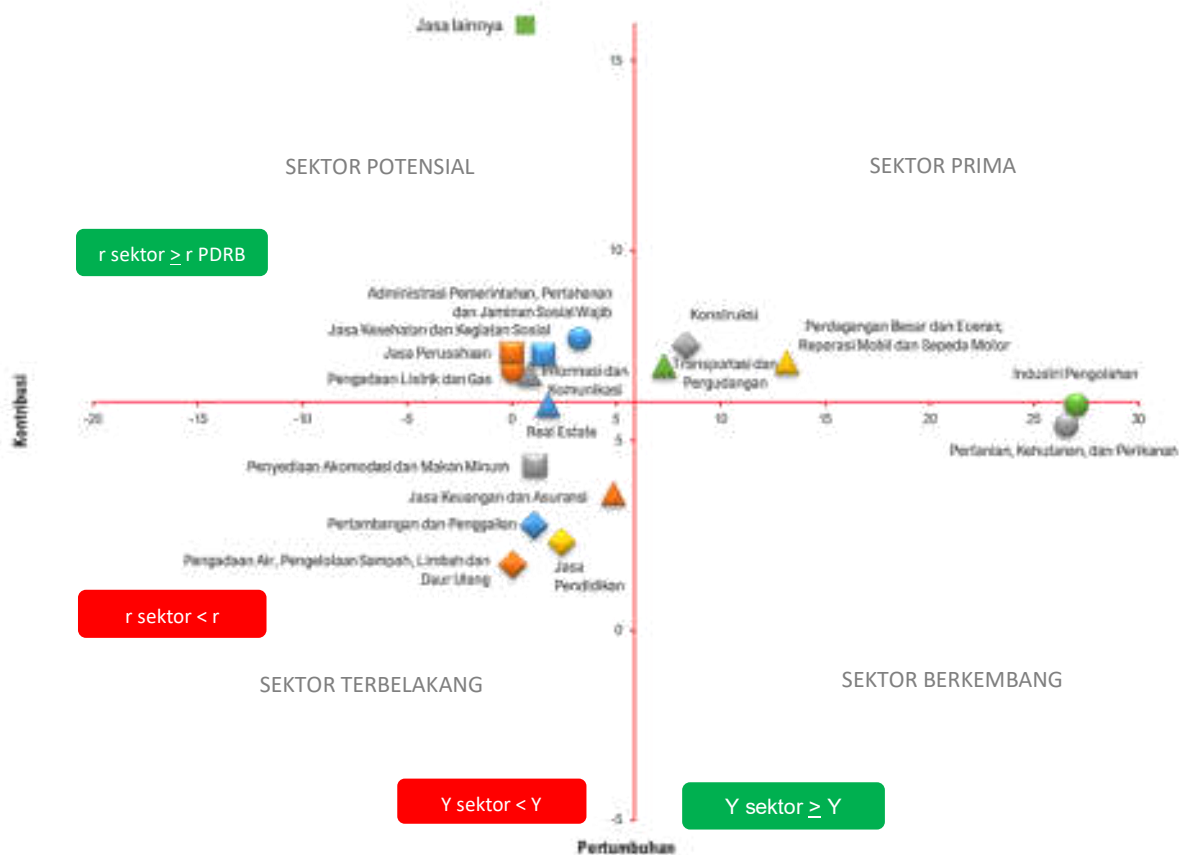 Jasa lainnya
15
SEKTOR POTENSIAL
SEKTOR PRIMA
r sektor ≥ r PDRB
10
Administrasi Pemerintahan, Pertahanan
dan Jaminan Sosial Wajib
Jasa Kesehatan dan Kegiatan Sosial
Jasa Perusahaan
Pengadaan Listrik dan Gas
Informasi dan
Komunikasi
Konstruksi
Perdagangan Besar dan Eceran,
Reperasi Mobil dan Sepeda Motor
Transportasi dan
Pergudangan
Industri Pengolahan
Kontribusi
-20
-15
-10
-5
0
5
10
15
20
25
30
5
Real Estate
Pertanian, Kehutanan, dan Perikanan
Penyediaan Akomodasi dan Makan Minum
Jasa Keuangan dan Asuransi
Pertambangan dan Penggalian
Pengadaan Air, Pengelolaan Sampah, Limbah dan
Daur Ulang
Jasa
Pendidikan
r sektor < r
0
SEKTOR TERBELAKANG
SEKTOR BERKEMBANG
Y sektor < Y
Y sektor ≥ Y
-5
Pertumbuhan